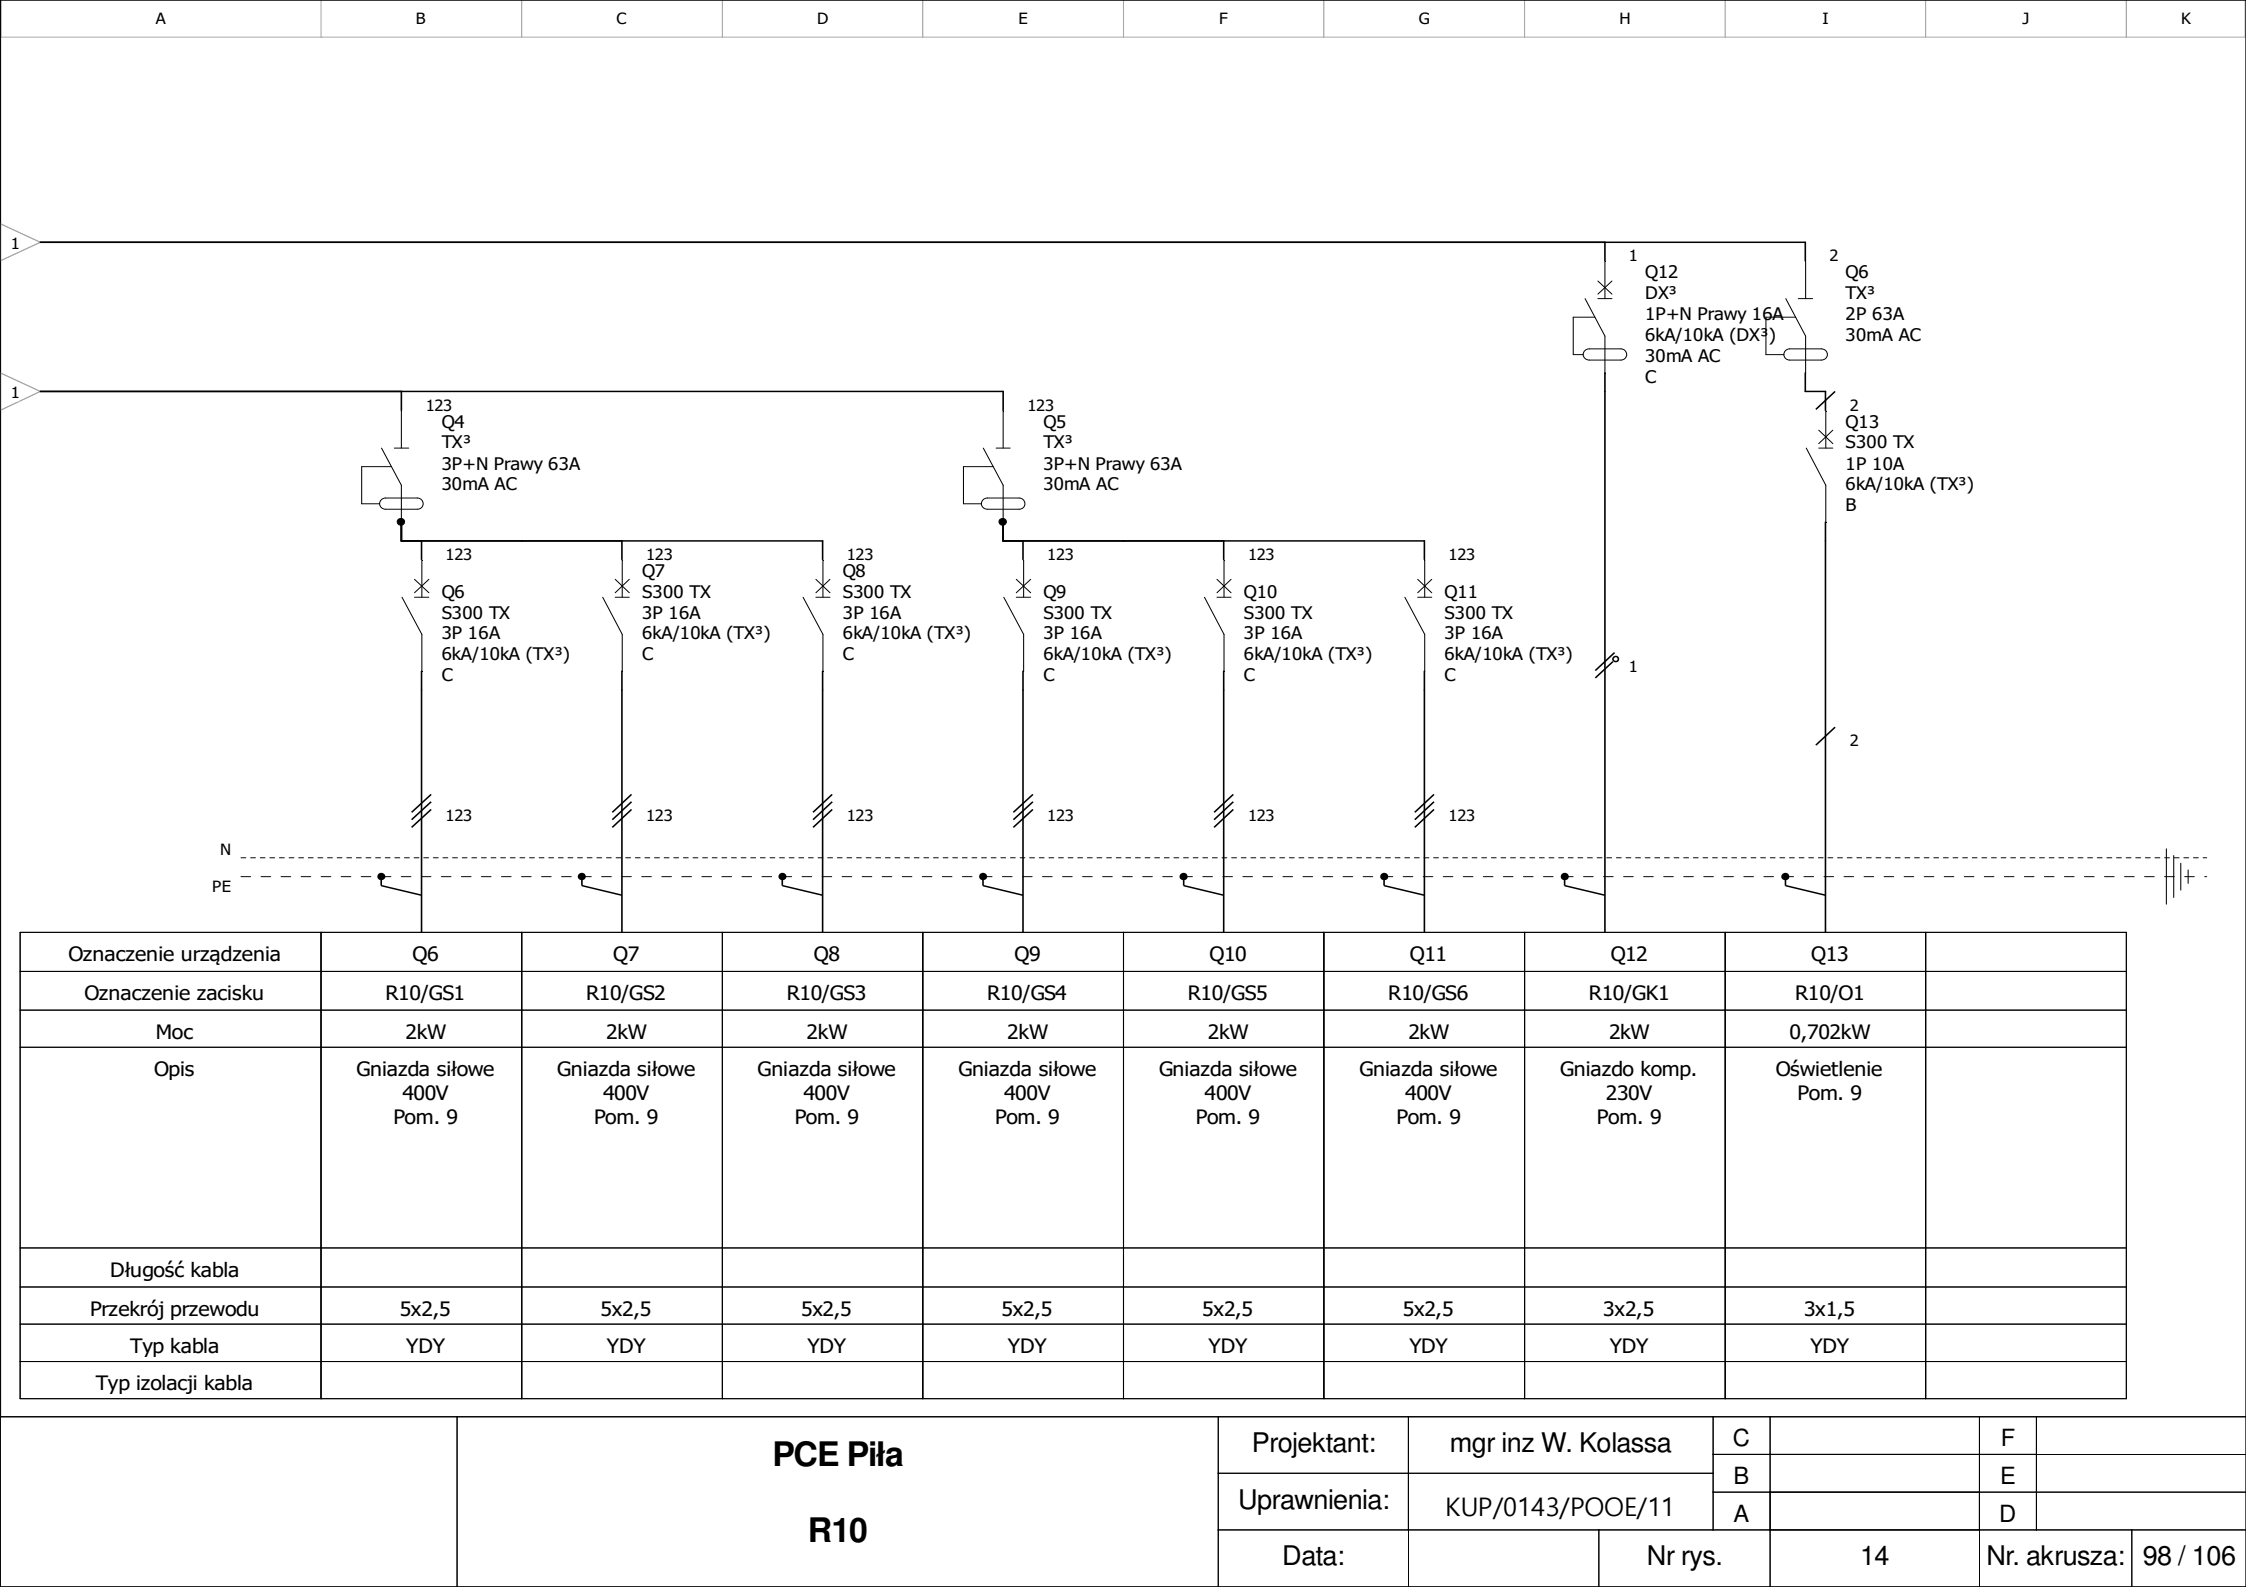 A B C D E F G H I J K
1
1 2
Q12 Q6
DX³ TX³
1P+N Prawy 16A 2P 63A
6kA/10kA (DX³) 30mA AC
30mA AC
C
1
123 123 2
Q4 Q5 Q13
TX³ TX³ S300 TX
3P+N Prawy 63A 3P+N Prawy 63A 1P 10A
30mA AC 30mA AC 6kA/10kA (TX³)
B
123 123 123 123 123 123
Q7 Q8
Q6 S300 TX S300 TX Q9 Q10 Q11
S300 TX 3P 16A 3P 16A S300 TX S300 TX S300 TX
3P 16A 6kA/10kA (TX³) 6kA/10kA (TX³) 3P 16A 3P 16A 3P 16A
6kA/10kA (TX³) C C 6kA/10kA (TX³) 6kA/10kA (TX³) 6kA/10kA (TX³) 1
C C C C
2
123 123 123 123 123 123
N
PE
Oznaczenie urządzenia Q6 Q7 Q8 Q9 Q10 Q11 Q12 Q13
Oznaczenie zacisku R10/GS1 R10/GS2 R10/GS3 R10/GS4 R10/GS5 R10/GS6 R10/GK1 R10/O1
Moc 2kW 2kW 2kW 2kW 2kW 2kW 2kW 0,702kW
Opis Gniazda siłowe Gniazda siłowe Gniazda siłowe Gniazda siłowe Gniazda siłowe Gniazda siłowe Gniazdo komp. Oświetlenie
400V 400V 400V 400V 400V 400V 230V Pom. 9
Pom. 9 Pom. 9 Pom. 9 Pom. 9 Pom. 9 Pom. 9 Pom. 9
Długość kabla
Przekrój przewodu 5x2,5 5x2,5 5x2,5 5x2,5 5x2,5 5x2,5 3x2,5 3x1,5
Typ kabla YDY YDY YDY YDY YDY YDY YDY YDY
Typ izolacji kabla
PCE Piła
R10
Projektant: mgr inz W. Kolassa C F
B E
Uprawnienia: KUP/0143/POOE/11 A D
Data: Nr rys. 14 Nr. akrusza: 98 / 106